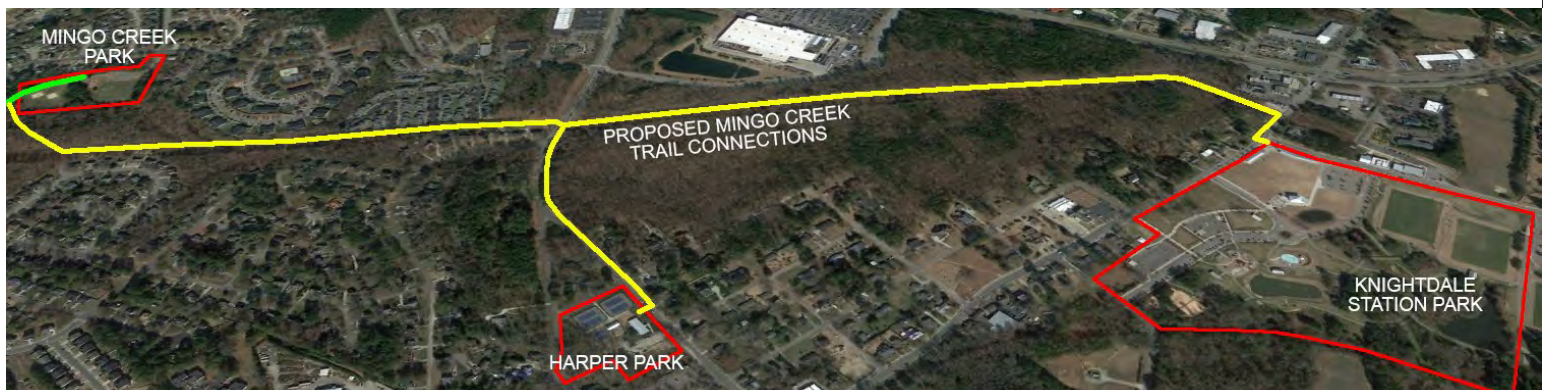 MINGO CREEK
PARK
PROPOSED MINGO CREEK
TRAIL CONNECTIONS
KNIGHTDALE
STATION PARK
HARPER PARK